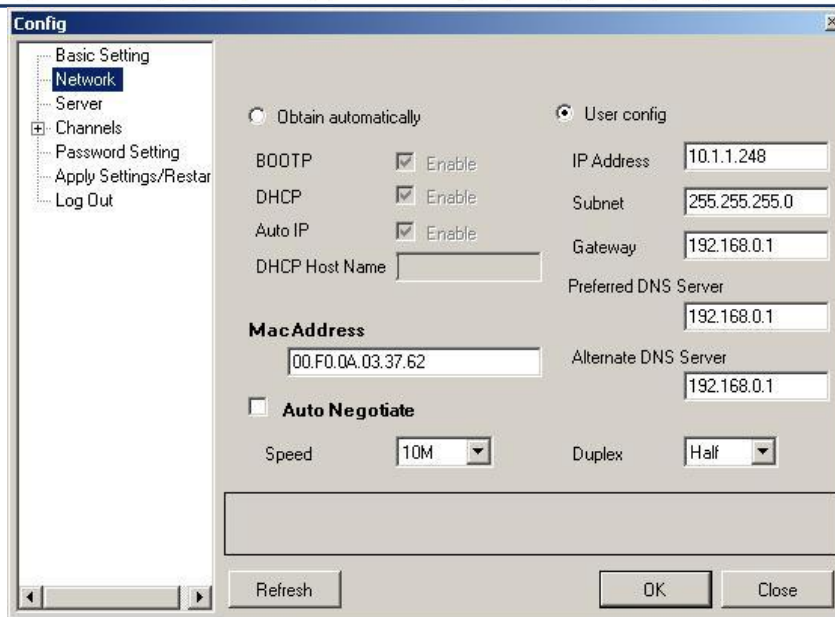 Config
Basic Setting
Network
Server
Channels
Password Setting
Apply Settings/Restar
Log Out
Obtain automatically
BOOTP Enable
DHCP Enable
Auto IP Enable
DHCP Host Name
MacAddress
00.F0.0A.03.37.62
Auto Negotiate
Speed 10M
User config
IP Address 10.1.1.248
Subnet 255.255.255.0
Gateway 192.168.0.1
Preferred DNS Server
192.168.0.1
Alternate DNS Server
192.168.0.1
Duplex Half
Refresh
OK
Close